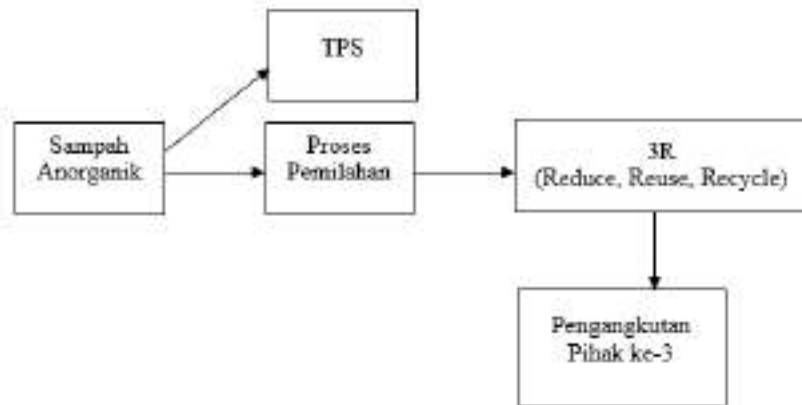 TPS
Sampah
Anorganik
Proses
Pemilahan
3R
(Reduce, Reuse, Recycle)
Pengangkutan
Pihak ke-3